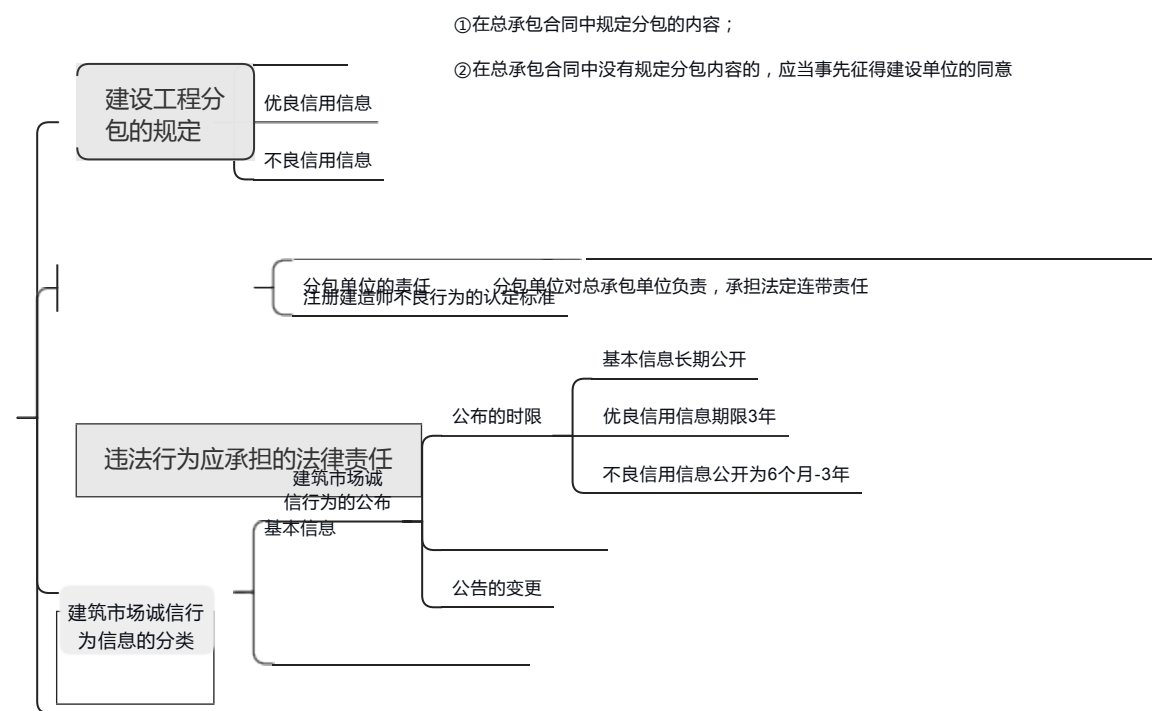 ①在总承包合同中规定分包的内容；
②在总承包合同中没有规定分包内容的，应当事先征得建设单位的同意
建设工程分
包的规定
优良信用信息
不良信用信息
分包单位的责任
分包单位对总承包单位负责，承担法定连带责任
注册建造师不良行为的认定标准
基本信息长期公开
公布的时限
优良信用信息期限3年
违法行为应承担的法律责任
不良信用信息公开为6个月-3年
建筑市场诚
信行为的公布
基本信息
公告的变更
建筑市场诚信行
为信息的分类